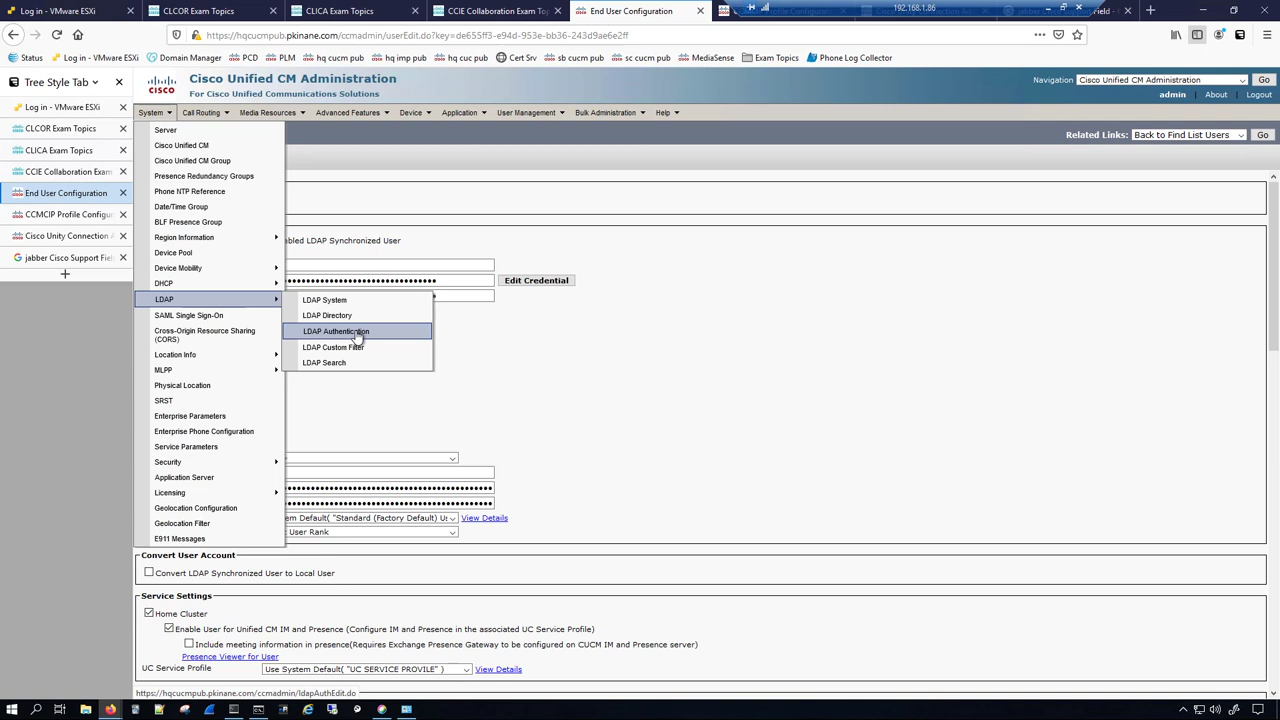 Log in - VMware ESXi
CLCOR Exam Topics
CLICA Exam Topics
CCIE Collaboration Exam Top
End User Configuration
192.168.1.86
https://hqcucmpub.pkinane.com/ccmadmin/userEdit.do?key=de655ff3-e94d-953e-bb36-243d9ae6e2ff
Status
Log in - VMware ESXi
Domain Manager
PCD
PLM
hq cucm pub
hq imp pub
hq cuc pub
Cert Srv
sb cucm pub
sc cucm pub
MediaSense
Exam Topics
Phone Log Collector
Tree Style Tab
Log in - VMware ESXi
CLCOR Exam Topics
CLICA Exam Topics
CCIE Collaboration Exam
End User Configuration
CCMCIP Profile Configur
Cisco Unity Connection A
jabber Cisco Support Fiel
CISCO
Cisco Unified CM Administration
For Cisco Unified Communications Solutions
Navigation
Cisco Unified CM Administration
Go
admin
About
Logout
System
Call Routing
Media Resources
Advanced Features
Device
Application
User Management
Bulk Administration
Help
Related Links:
Back to Find List Users
Go
Server
Cisco Unified CM
Cisco Unified CM Group
Presence Redundancy Groups
Phone NTP Reference
Date/Time Group
BLF Presence Group
Region Information
Device Pool
Device Mobility
DHCP
LDAP
SAML Single Sign-On
Cross-Origin Resource Sharing
(CORS)
Location Info
MLPP
Physical Location
SRST
Enterprise Parameters
Enterprise Phone Configuration
Service Parameters
Security
Application Server
Licensing
Geolocation Configuration
Geolocation Filter
E911 Messages
LDAP System
LDAP Directory
LDAP Authentication
LDAP Custom Filter
LDAP Search
abled LDAP Synchronized User
Edit Credential
em Default( "Standard (Factory Default) Us
View Details
User Rank
Convert User Account
Convert LDAP Synchronized User to Local User
Service Settings
Home Cluster
Enable User for Unified CM IM and Presence (Configure IM and Presence in the associated UC Service Profile)
Include meeting information in presence(Requires Exchange Presence Gateway to be configured on CUCM IM and Presence server)
Presence Viewer for User
UC Service Profile
Use System Default( "UC SERVICE PROVILE" )
View Details
https://hqcucmpub.pkinane.com/ccmadmin/ldapAuthEdit.do